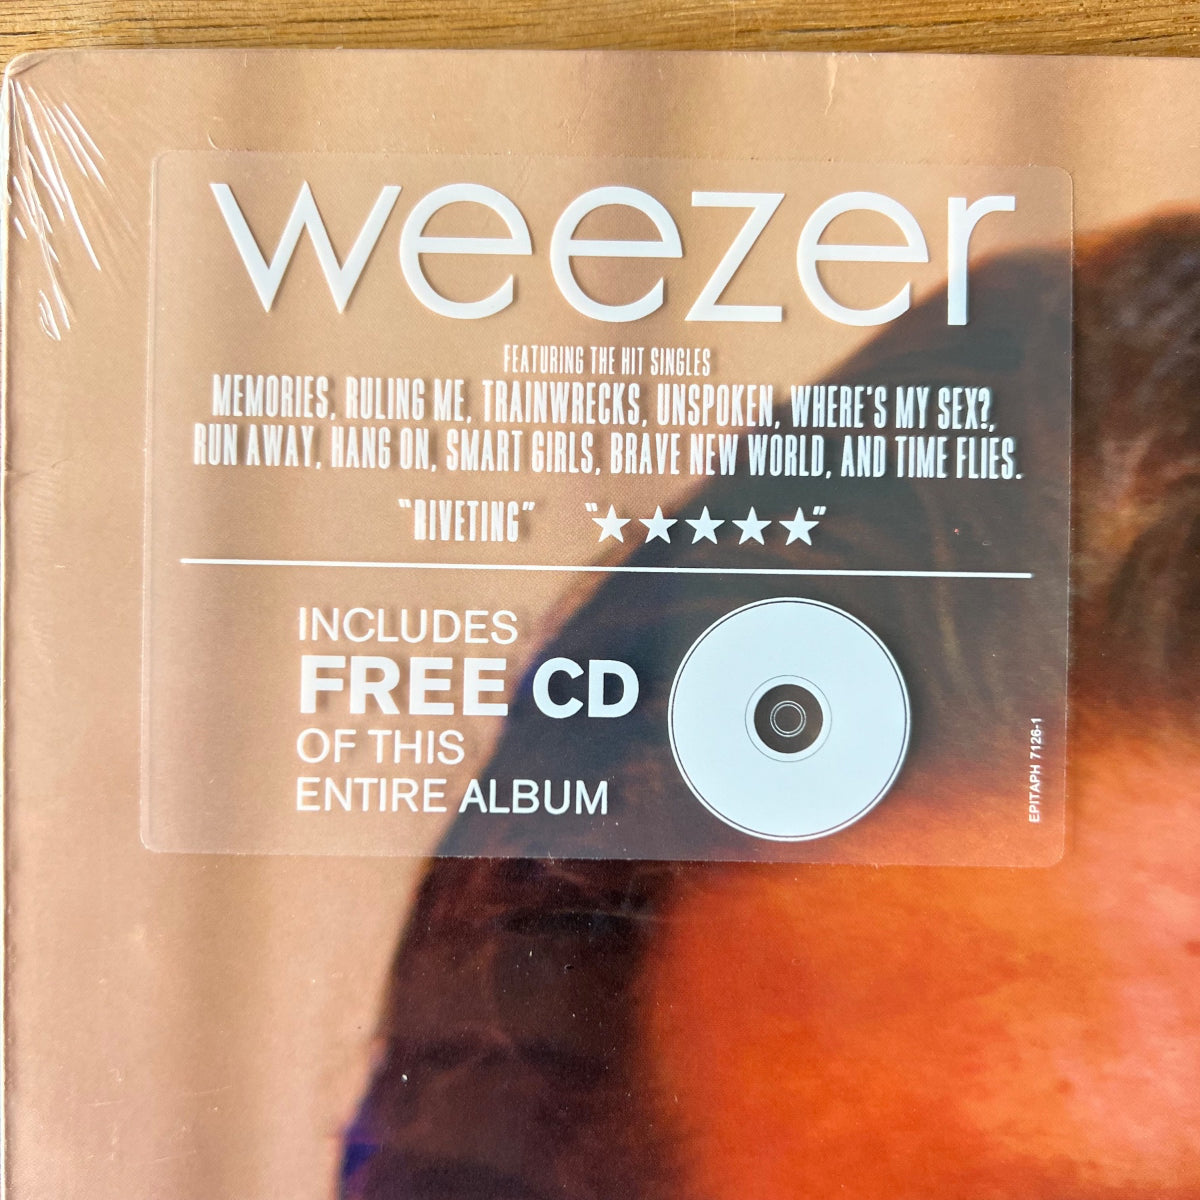 weezer
FEATURING THE HIT SINGLES
MEMORIES, RULING ME, TRAINWRECKS, UNSPOKEN, WHERE'S MY SEX?,
RUN AWAY, HANG ON, SMART GIRLS, BRAVE NEW WORLD, AND TIME FLIES.
"RIVETING" "★★★★★"
INCLUDES
FREE CD
OF THIS
ENTIRE ALBUM
EPITAPH 7126-1